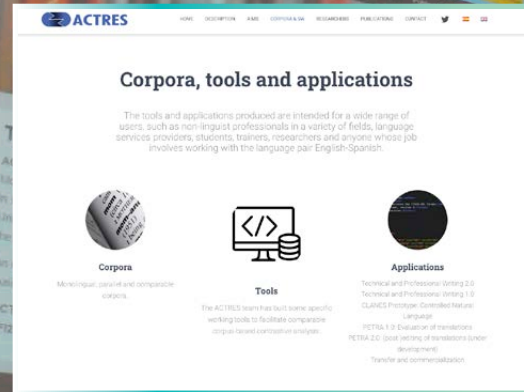 ACTRES
HOME DESCRIPTION AIMS CORPORA & SW RESEARCHERS PUBLICATIONS CONTACT
Corpora, tools and applications
The tools and applications produced are intended for a wide range of
users, such as non-linguist professionals in a variety of fields, language
services providers, students, trainers, researchers and anyone whose job
involves working with the language pair English-Spanish.
Corpora
Monolingual, parallel and comparable
corpora.
Tools
The ACTRES team has built some specific
working tools to facilitate comparable
corpus-based contrastive analyses.
Applications
Technical and Professional Writing 2.0
Technical and Professional Writing 1.0
CLANES Prototype: Controlled Natural
Language
PETRA 1.0: Evaluation of translations
PETRA 2.0: (post-)editing of translations (under
development)
Transfer and commercialization